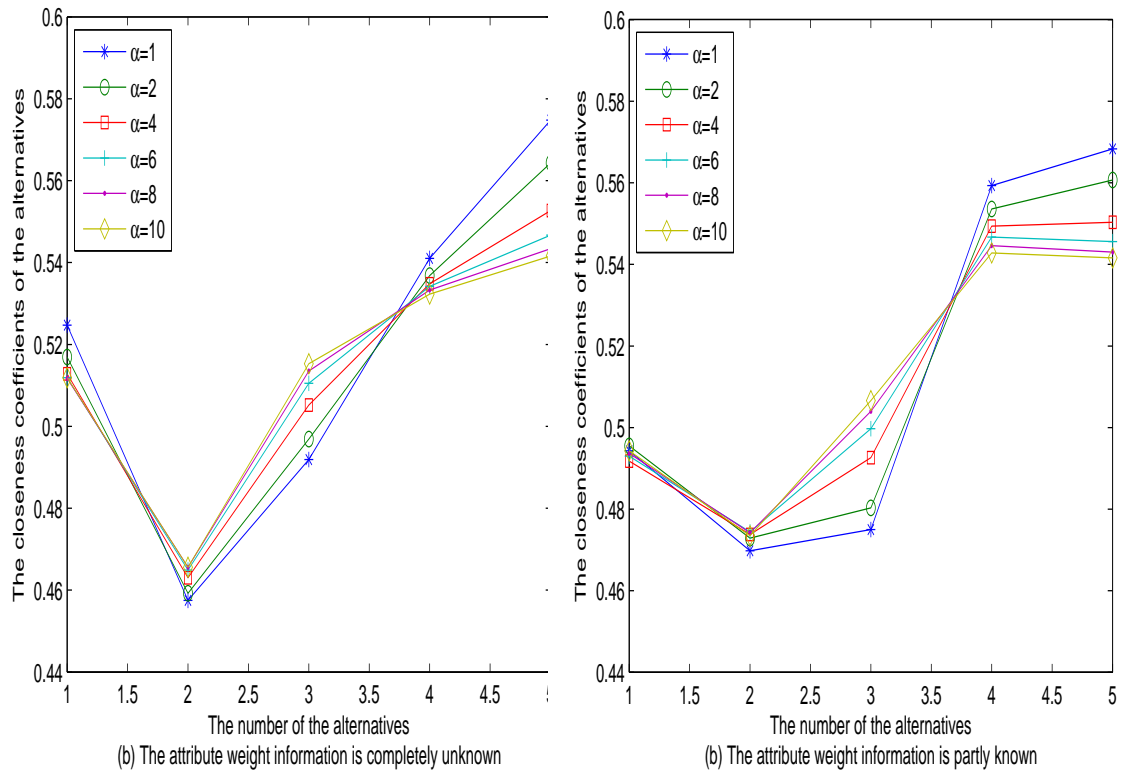 The closeness coefficients of the alternatives
0.6
0.58
0.56
0.54
0.52
0.5
0.48
0.46
0.44
α=1
α=2
α=4
α=6
α=8
α=10
1 1.5 2 2.5 3 3.5 4 4.5
The number of the alternatives
(b) The attribute weight information is completely unknown
The closeness coefficients of the alternatives
0.6
0.58
0.56
0.54
0.52
0.5
0.48
0.46
0.44
α=1
α=2
α=4
α=6
α=8
α=10
1 1.5 2 2.5 3 3.5 4 4.5 5
The number of the alternatives
(b) The attribute weight information is partly known